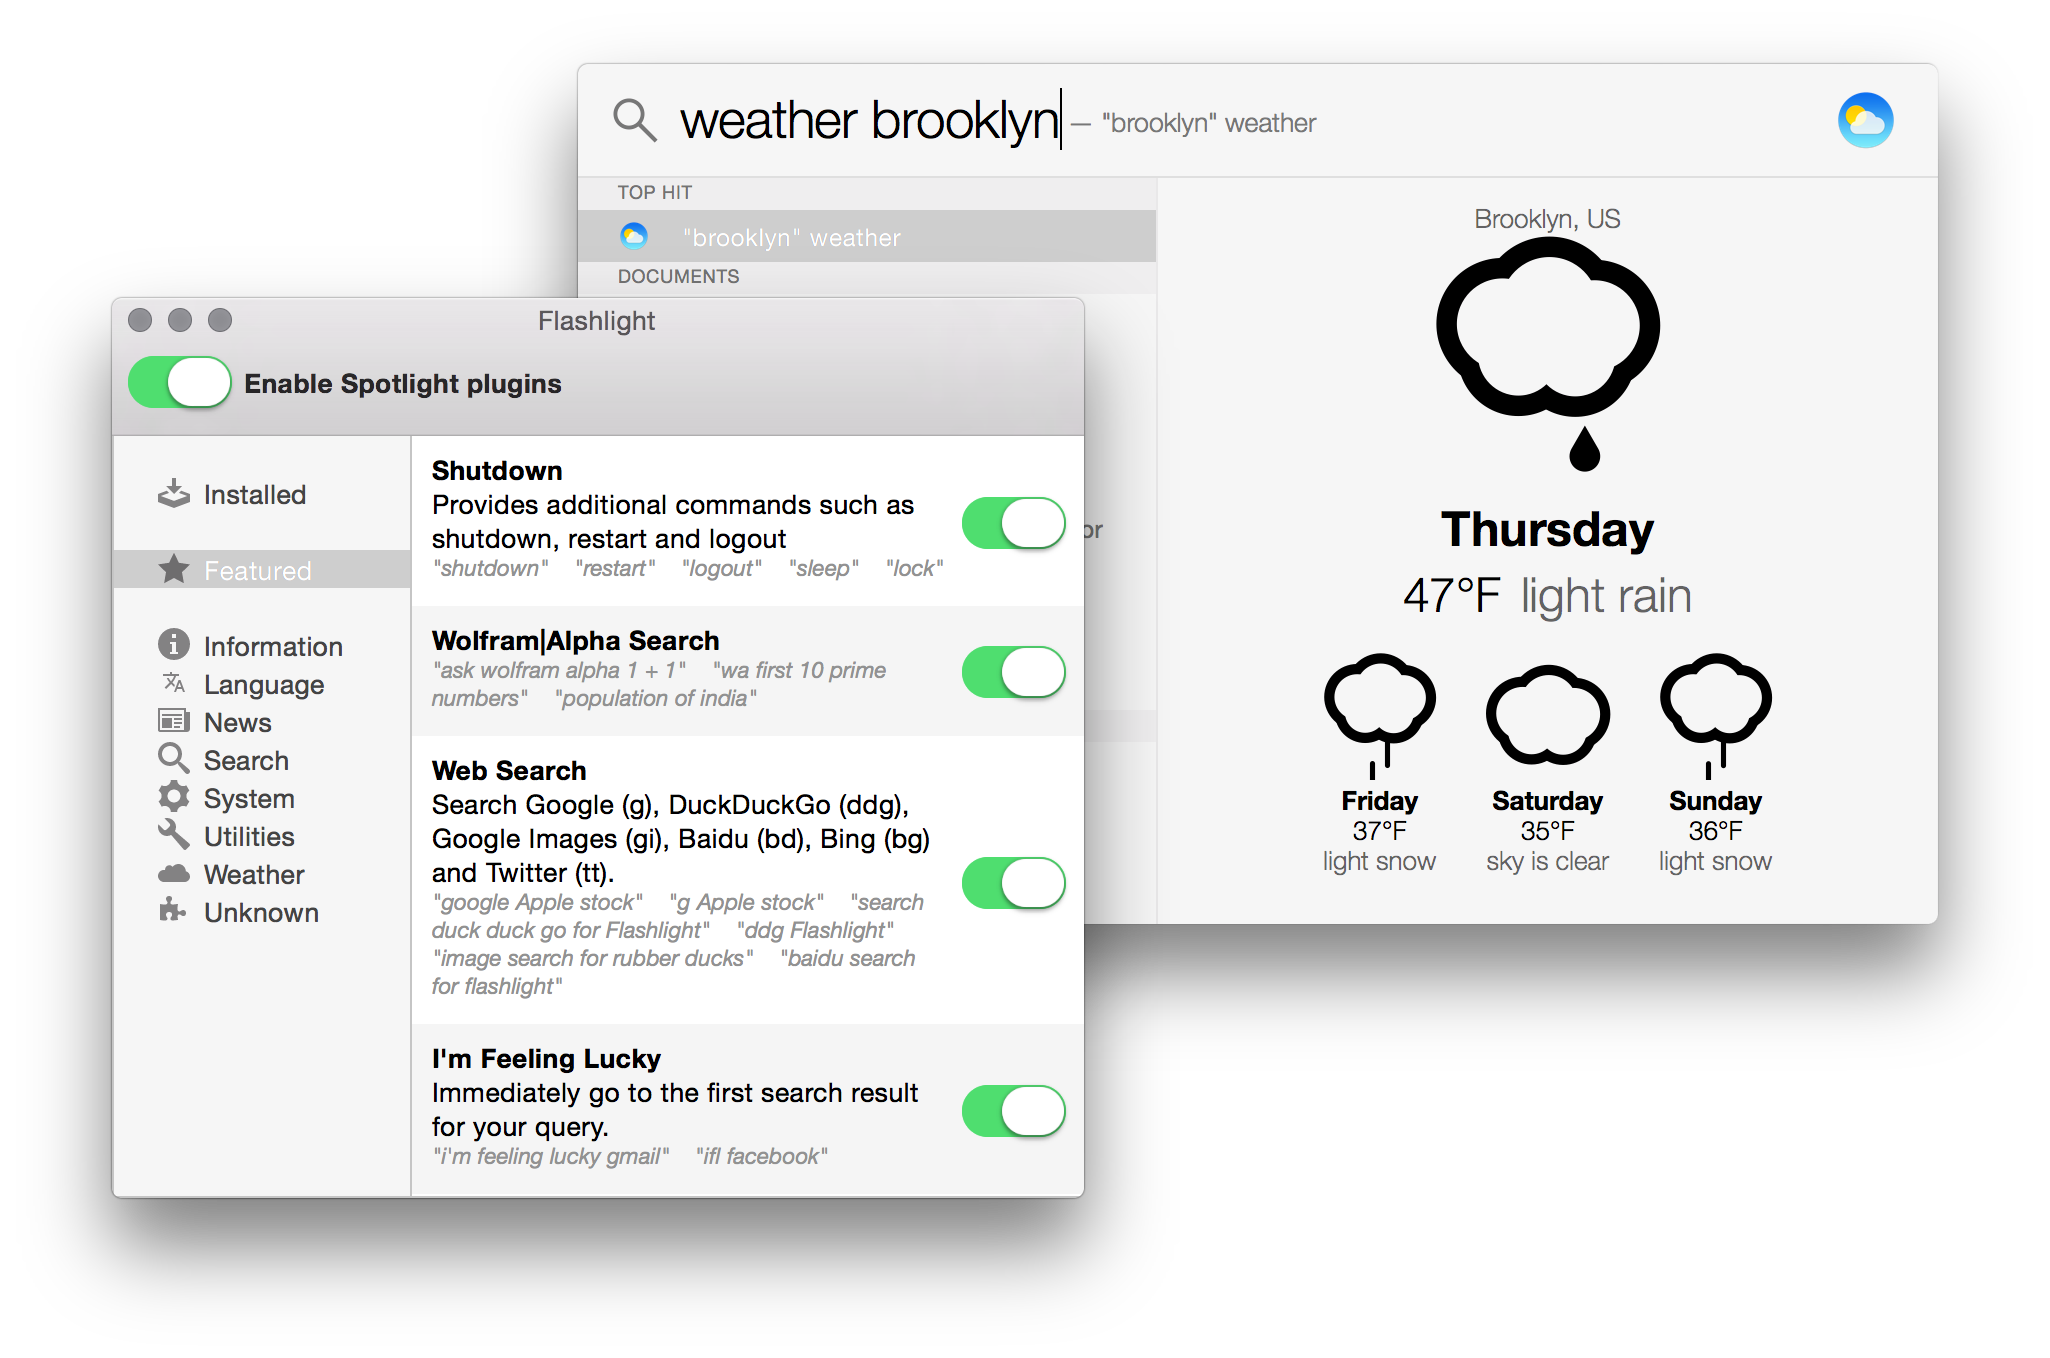 weather brooklyn — "brooklyn" weather
TOP HIT
"brooklyn" weather
DOCUMENTS
Brooklyn, US
Thursday
47°F light rain
Friday
37°F
light snow
Saturday
35°F
sky is clear
Sunday
36°F
light snow
Flashlight
Enable Spotlight plugins
Installed
Featured
Information
Language
News
Search
System
Utilities
Weather
Unknown
Shutdown
Provides additional commands such as
shutdown, restart and logout
"shutdown" "restart" "logout" "sleep" "lock"
Wolfram|Alpha Search
"ask wolfram alpha 1 + 1" "wa first 10 prime
numbers" "population of india"
Web Search
Search Google (g), DuckDuckGo (ddg),
Google Images (gi), Baidu (bd), Bing (bg)
and Twitter (tt).
"google Apple stock" "g Apple stock" "search
duck duck go for Flashlight" "ddg Flashlight"
"image search for rubber ducks" "baidu search
for flashlight"
I'm Feeling Lucky
Immediately go to the first search result
for your query.
"i'm feeling lucky gmail" "ifl facebook"